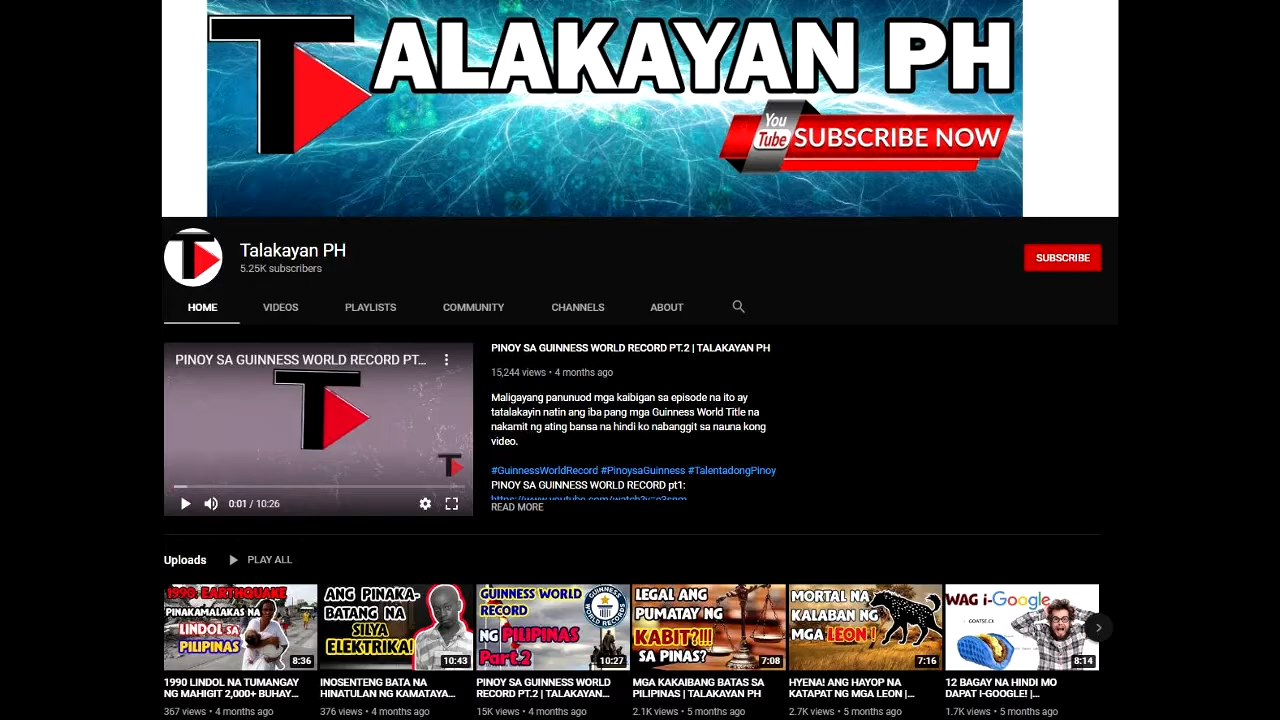 TALAKAYAN PH
You
Tube SUBSCRIBE NOW
Talakayan PH
5.25K subscribers
SUBSCRIBE
HOME VIDEOS PLAYLISTS COMMUNITY CHANNELS ABOUT
PINOY SA GUINNESS WORLD RECORD PT...
0:01 / 10:26
PINOY SA GUINNESS WORLD RECORD PT.2 | TALAKAYAN PH
15,244 views • 4 months ago
Maligayang panunuod mga kaibigan sa episode na ito ay
tatalakayin natin ang iba pang mga Guinness World Title na
nakamit ng ating bansa na hindi ko nabanggit sa nauna kong
video.
#GuinnessWorldRecord #PinoysaGuinness #TalentadongPinoy
PINOY SA GUINNESS WORLD RECORD pt1:
READ MORE
Uploads PLAY ALL
1990 EARTHQUAKE
PINAKAMALAKAS NA
LINDOL SA
PILIPINAS
8:36
1990 LINDOL NA TUMANGAY
NG MAHIGIT 2,000+ BUHAY...
367 views • 4 months ago
ANG PINAKA-
BATANG NA
SILYA
ELEKTRIKA!
10:43
INOSENTENG BATA NA
HINATULAN NG KAMATAYA...
376 views • 4 months ago
GUINNESS WORLD
RECORD
NG PILIPINAS
Part 2
10:27
PINOY SA GUINNESS WORLD
RECORD PT.2 | TALAKAYAN...
15K views • 4 months ago
LEGAL ANG
PUMATAY NG
KABIT?!!!
SA PINAS?
7:08
MGA KAKAIBANG BATAS SA
PILIPINAS | TALAKAYAN PH
2.1K views • 5 months ago
MORTAL NA
KALABAN NG
MGA LEON!
7:16
HYENA! ANG HAYOP NA
KATAPAT NG MGA LEON |...
2.7K views • 5 months ago
WAG i-Google
GOATSE.CX
8:14
12 BAGAY NA HINDI MO
DAPAT I-GOOGLE! |...
1.7K views • 5 months ago